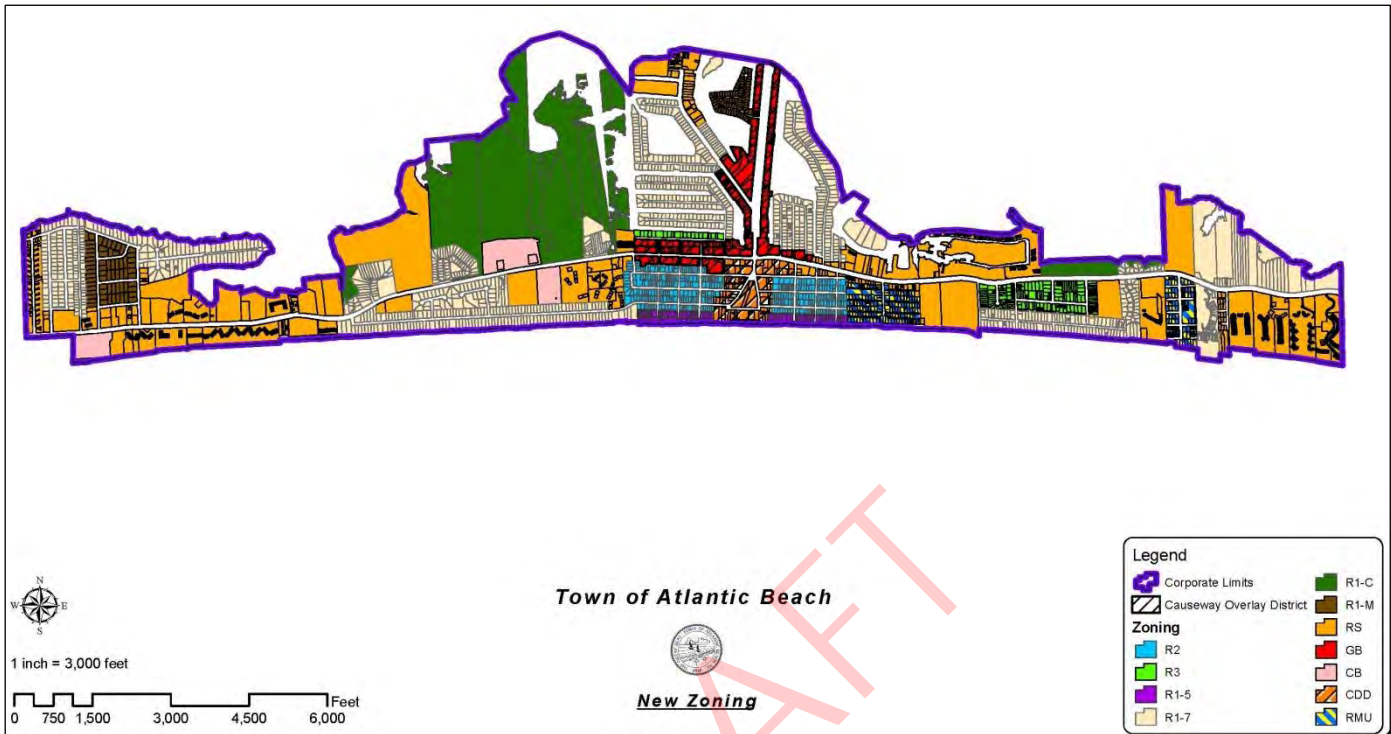 AFT
N
W E
S
1 inch = 3,000 feet
Feet
0 750 1,500 3,000 4,500 6,000
Town of Atlantic Beach
New Zoning
Legend
Corporate Limits
Causeway Overlay District
Zoning
R2
R3
R1-5
R1-7
R1-C
R1-M
RS
GB
CB
CDD
RMU